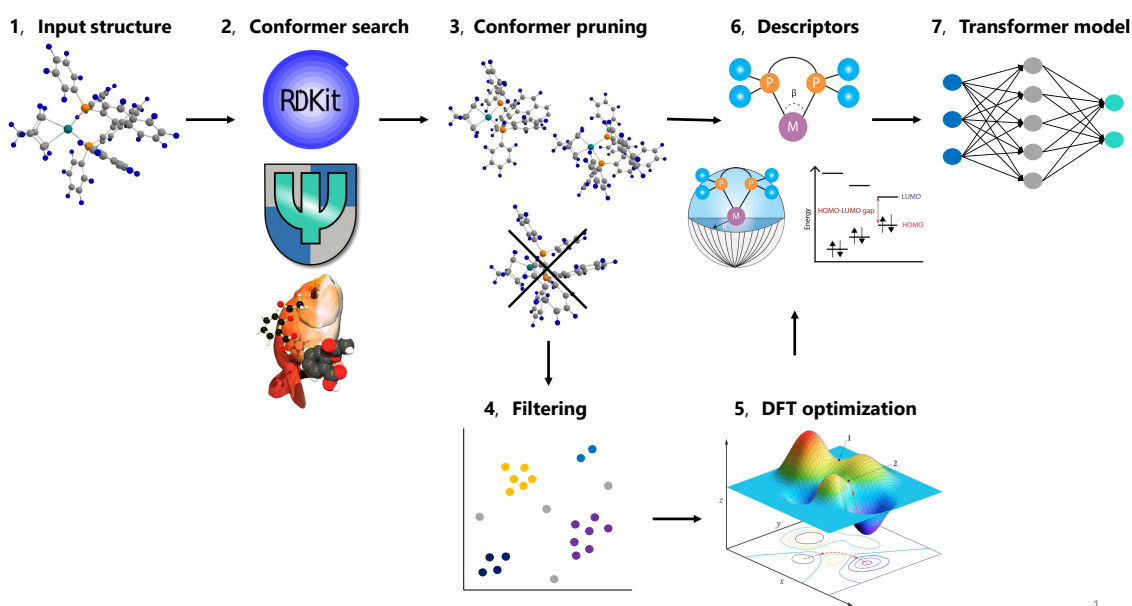 1, Input structure
2, Conformer search
3, Conformer pruning
6, Descriptors
7, Transformer model
RDKit
Ψ
P
P
β
M
P
P
M
Energy
HOMO-LUMO gap
LUMO
HOMO
4, Filtering
5, DFT optimization
1
2
z
y
x
1